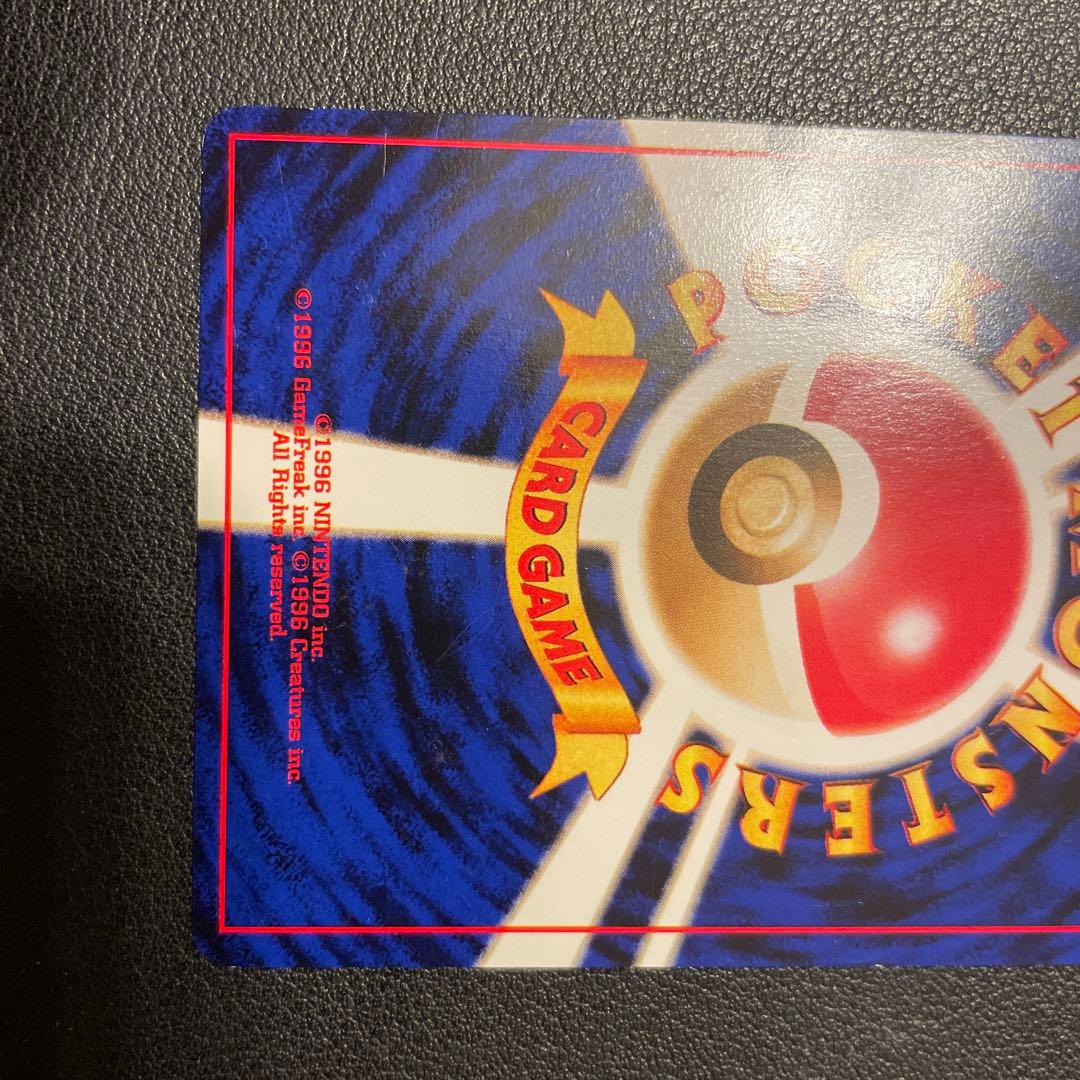 POCKET MONSTERS
CARD GAME
©1996 NINTENDO inc.
©1996 GameFreak inc. ©1996 Creatures inc.
All Rights reserved.